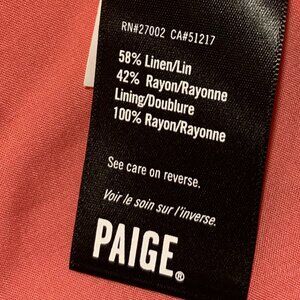 RN#27002 CA#51217
58% Linen/Lin
42% Rayon/Rayonne
Lining/Doublure
100% Rayon/Rayonne
See care on reverse.
Voir le soin sur l'inverse.
PAIGE®